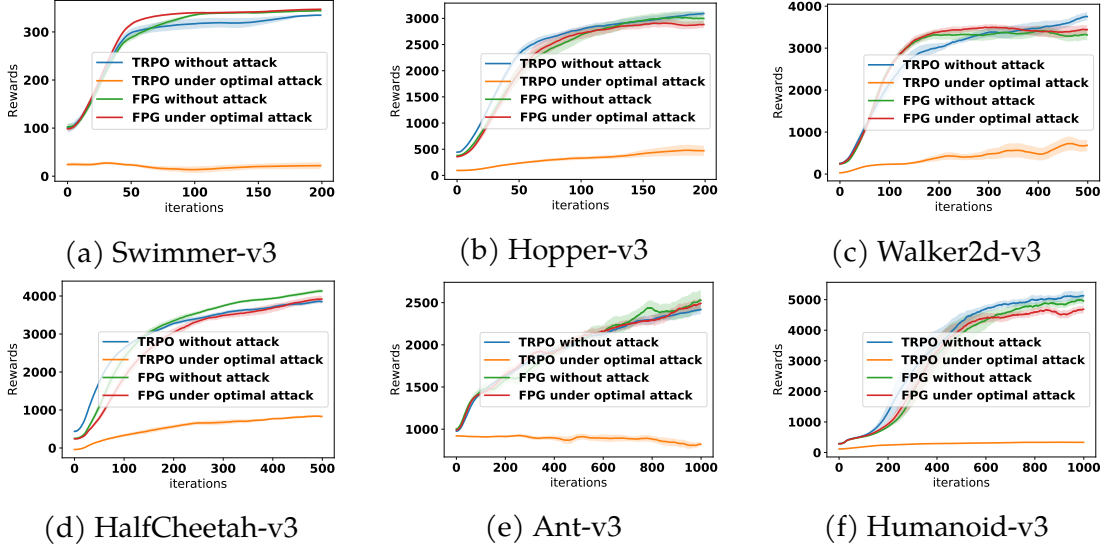 300
200
100
0
Rewards
TRPO without attack
TRPO under optimal attack
FPG without attack
FPG under optimal attack
0 50 100 150 200
iterations
(a) Swimmer-v3
3000
2500
2000
1500
1000
500
0
Rewards
TRPO without attack
TRPO under optimal attack
FPG without attack
FPG under optimal attack
0 50 100 150 200
iterations
(b) Hopper-v3
4000
3000
2000
1000
0
Rewards
TRPO without attack
TRPO under optimal attack
FPG without attack
FPG under optimal attack
0 100 200 300 400 500
iterations
(c) Walker2d-v3
4000
3000
2000
1000
0
Rewards
TRPO without attack
TRPO under optimal attack
FPG without attack
FPG under optimal attack
0 100 200 300 400 500
iterations
(d) HalfCheetah-v3
2500
2000
1500
1000
Rewards
TRPO without attack
TRPO under optimal attack
FPG without attack
FPG under optimal attack
0 200 400 600 800 1000
iterations
(e) Ant-v3
5000
4000
3000
2000
1000
0
Rewards
TRPO without attack
TRPO under optimal attack
FPG without attack
FPG under optimal attack
0 200 400 600 800 1000
iterations
(f) Humanoid-v3